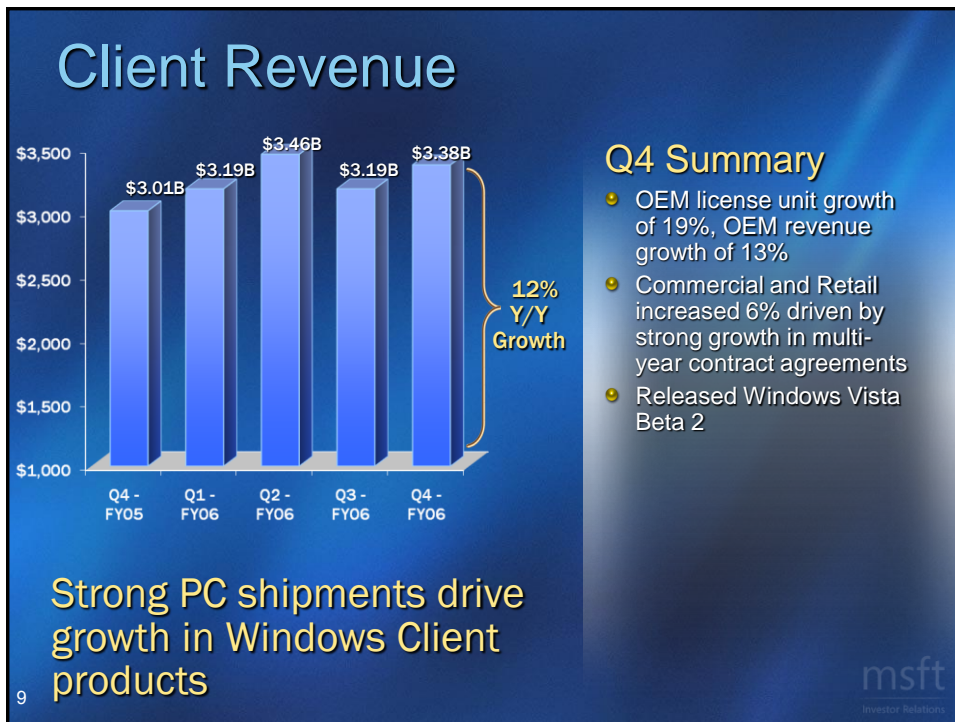 Client Revenue
$3,500
$3,000
$2,500
$2,000
$1,500
$1,000
$3.01B
$3.19B
$3.46B
$3.19B
$3.38B
Q4 -
FY05
Q1 -
FY06
Q2 -
FY06
Q3 -
FY06
Q4 -
FY06
12%
Y/Y
Growth
Q4 Summary
OEM license unit growth
of 19%, OEM revenue
growth of 13%
Commercial and Retail
increased 6% driven by
strong growth in multi-
year contract agreements
Released Windows Vista
Beta 2
Strong PC shipments drive
growth in Windows Client
products
9
msft
Investor Relations